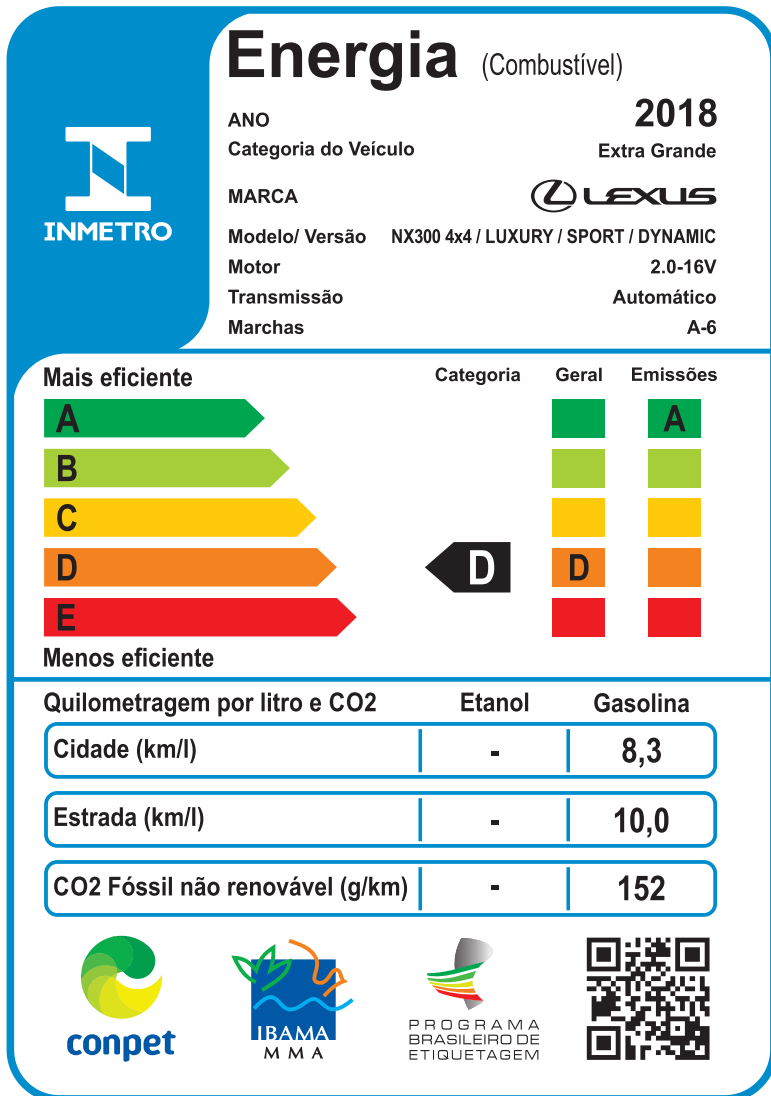 Energia (Combustível)
ANO 2018
Categoria do Veículo Extra Grande
MARCA LEXUS
Modelo/ Versão NX300 4x4 / LUXURY / SPORT / DYNAMIC
Motor 2.0-16V
Transmissão Automático
Marchas A-6
INMETRO
Mais eficiente Categoria Geral Emissões
A A
B
C
D D D
E
Menos eficiente
Quilometragem por litro e CO2 Etanol Gasolina
Cidade (km/l) - 8,3
Estrada (km/l) - 10,0
CO2 Fóssil não renovável (g/km) - 152
conpet
IBAMA
MMA
PROGRAMA
BRASILEIRO DE
ETIQUETAGEM